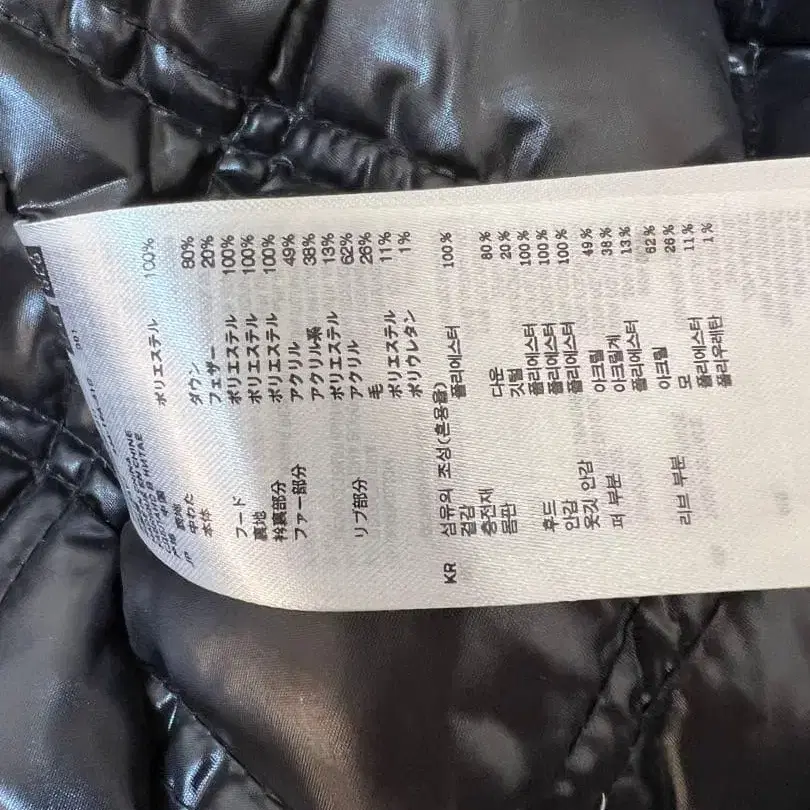 001
JP
表地 ポリエステル 100%
中わた
本体 ダウン 80%
フェザー 20%
フード ポリエステル 100%
裏地 ポリエステル 100%
衿裏部分 ポリエステル 100%
ファー部分 アクリル 49%
アクリル系 38%
ポリエステル 13%
リブ部分 アクリル 62%
毛 26%
ポリエステル 11%
ポリウレタン 1%
KR 섬유의 조성(혼용율)
겉감 폴리에스터 100%
충전재
몸판 다운 80%
깃털 20%
후드 폴리에스터 100%
안감 폴리에스터 100%
옷깃 안감 폴리에스터 100%
퍼 부분 아크릴 49%
아크릴계 38%
폴리에스터 13%
리브 부분 아크릴 62%
모 26%
폴리에스터 11%
폴리우레탄 1%